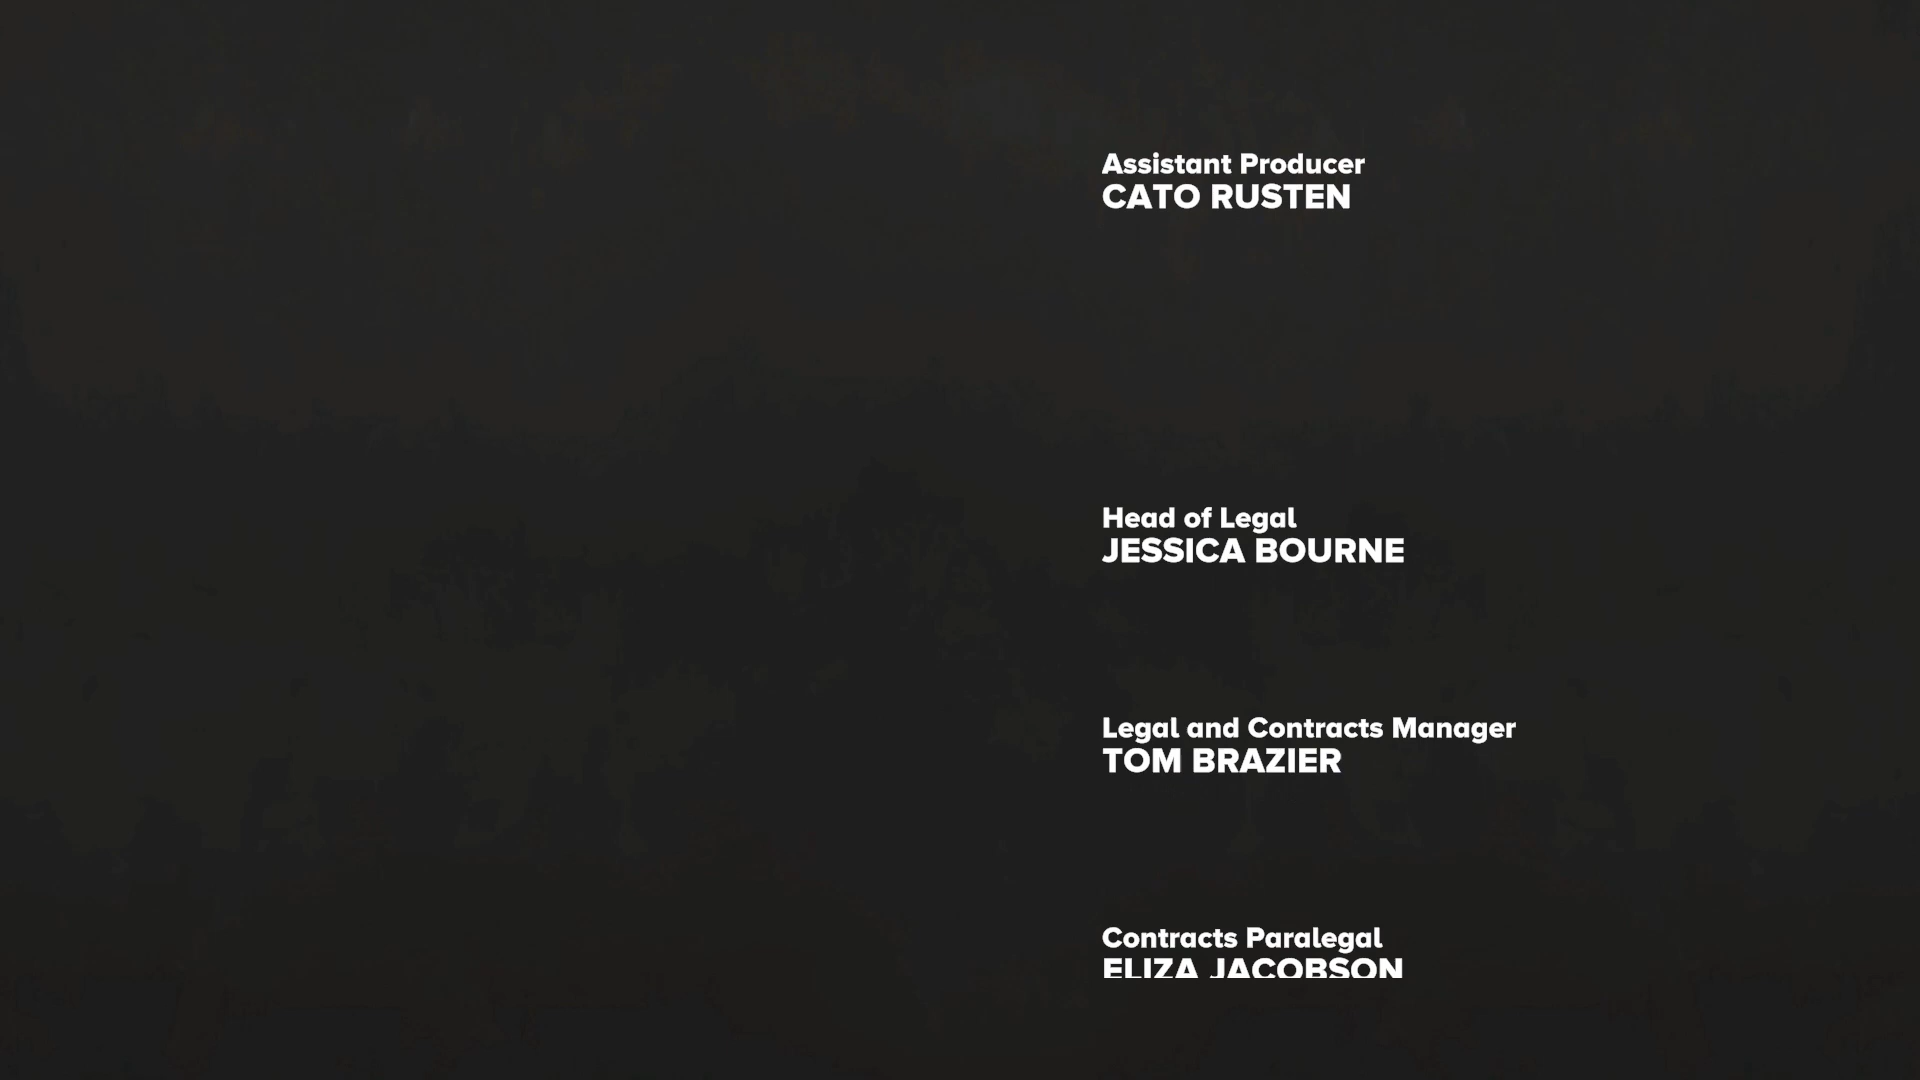 Assistant Producer
CATO RUSTEN
Head of Legal
JESSICA BOURNE
Legal and Contracts Manager
TOM BRAZIER
Contracts Paralegal
ELIZA JACOBSON